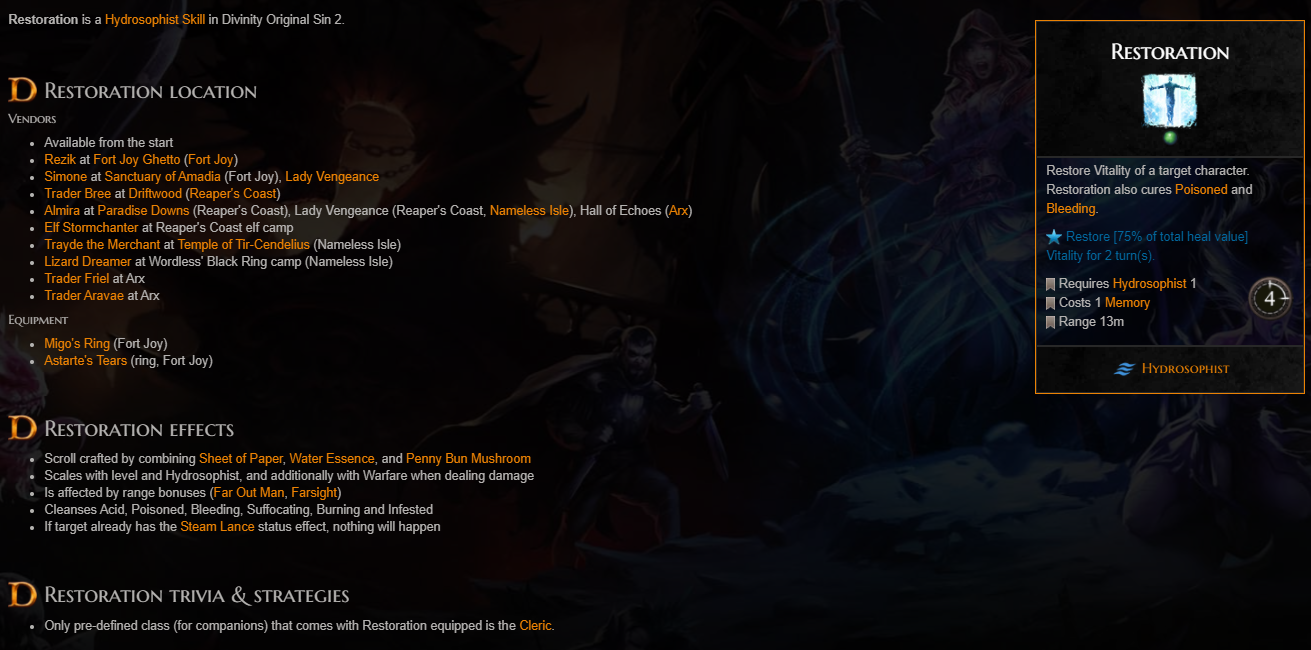 Restoration is a Hydrosophist Skill in Divinity Original Sin 2.
Restoration location
Vendors
Available from the start
Rezik at Fort Joy Ghetto (Fort Joy)
Simone at Sanctuary of Amadia (Fort Joy), Lady Vengeance
Trader Bree at Driftwood (Reaper's Coast)
Almira at Paradise Downs (Reaper's Coast), Lady Vengeance (Reaper's Coast, Nameless Isle), Hall of Echoes (Arx)
Elf Stormchanter at Reaper's Coast elf camp
Trayde the Merchant at Temple of Tir-Cendelius (Nameless Isle)
Lizard Dreamer at Wordless' Black Ring camp (Nameless Isle)
Trader Friel at Arx
Trader Aravae at Arx
Equipment
Migo's Ring (Fort Joy)
Astarte's Tears (ring, Fort Joy)
Restoration effects
Scroll crafted by combining Sheet of Paper, Water Essence, and Penny Bun Mushroom
Scales with level and Hydrosophist, and additionally with Warfare when dealing damage
Is affected by range bonuses (Far Out Man, Farsight)
Cleanses Acid, Poisoned, Bleeding, Suffocating, Burning and Infested
If target already has the Steam Lance status effect, nothing will happen
Restoration trivia & strategies
Only pre-defined class (for companions) that comes with Restoration equipped is the Cleric.
Restoration
Restore Vitality of a target character.
Restoration also cures Poisoned and
Bleeding.
Restore [75% of total heal value]
Vitality for 2 turn(s).
Requires Hydrosophist 1
Costs 1 Memory
Range 13m
4
Hydrosophist